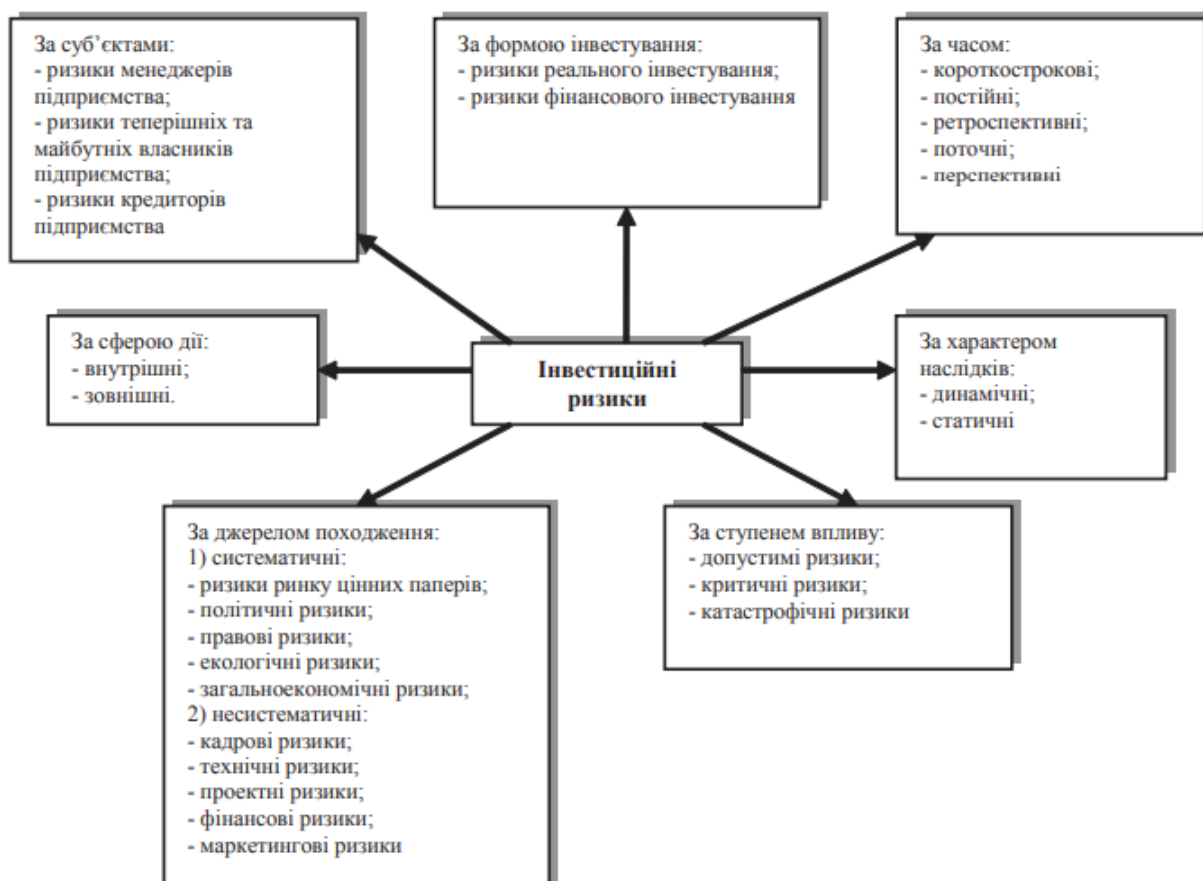 За суб’єктами:
- ризики менеджерів
підприємства;
- ризики теперішніх та
майбутніх власників
підприємства;
- ризики кредиторів
підприємства
За формою інвестування:
- ризики реального інвестування;
- ризики фінансового інвестування
За часом:
- короткострокові;
- постійні;
- ретроспективні;
- поточні;
- перспективні
За сферою дії:
- внутрішні;
- зовнішні.
Інвестиційні
ризики
За характером
наслідків:
- динамічні;
- статичні
За джерелом походження:
1) систематичні:
- ризики ринку цінних паперів;
- політичні ризики;
- правові ризики;
- екологічні ризики;
- загальноекономічні ризики;
2) несистематичні:
- кадрові ризики;
- технічні ризики;
- проектні ризики;
- фінансові ризики;
- маркетингові ризики
За ступенем впливу:
- допустимі ризики;
- критичні ризики;
- катастрофічні ризики